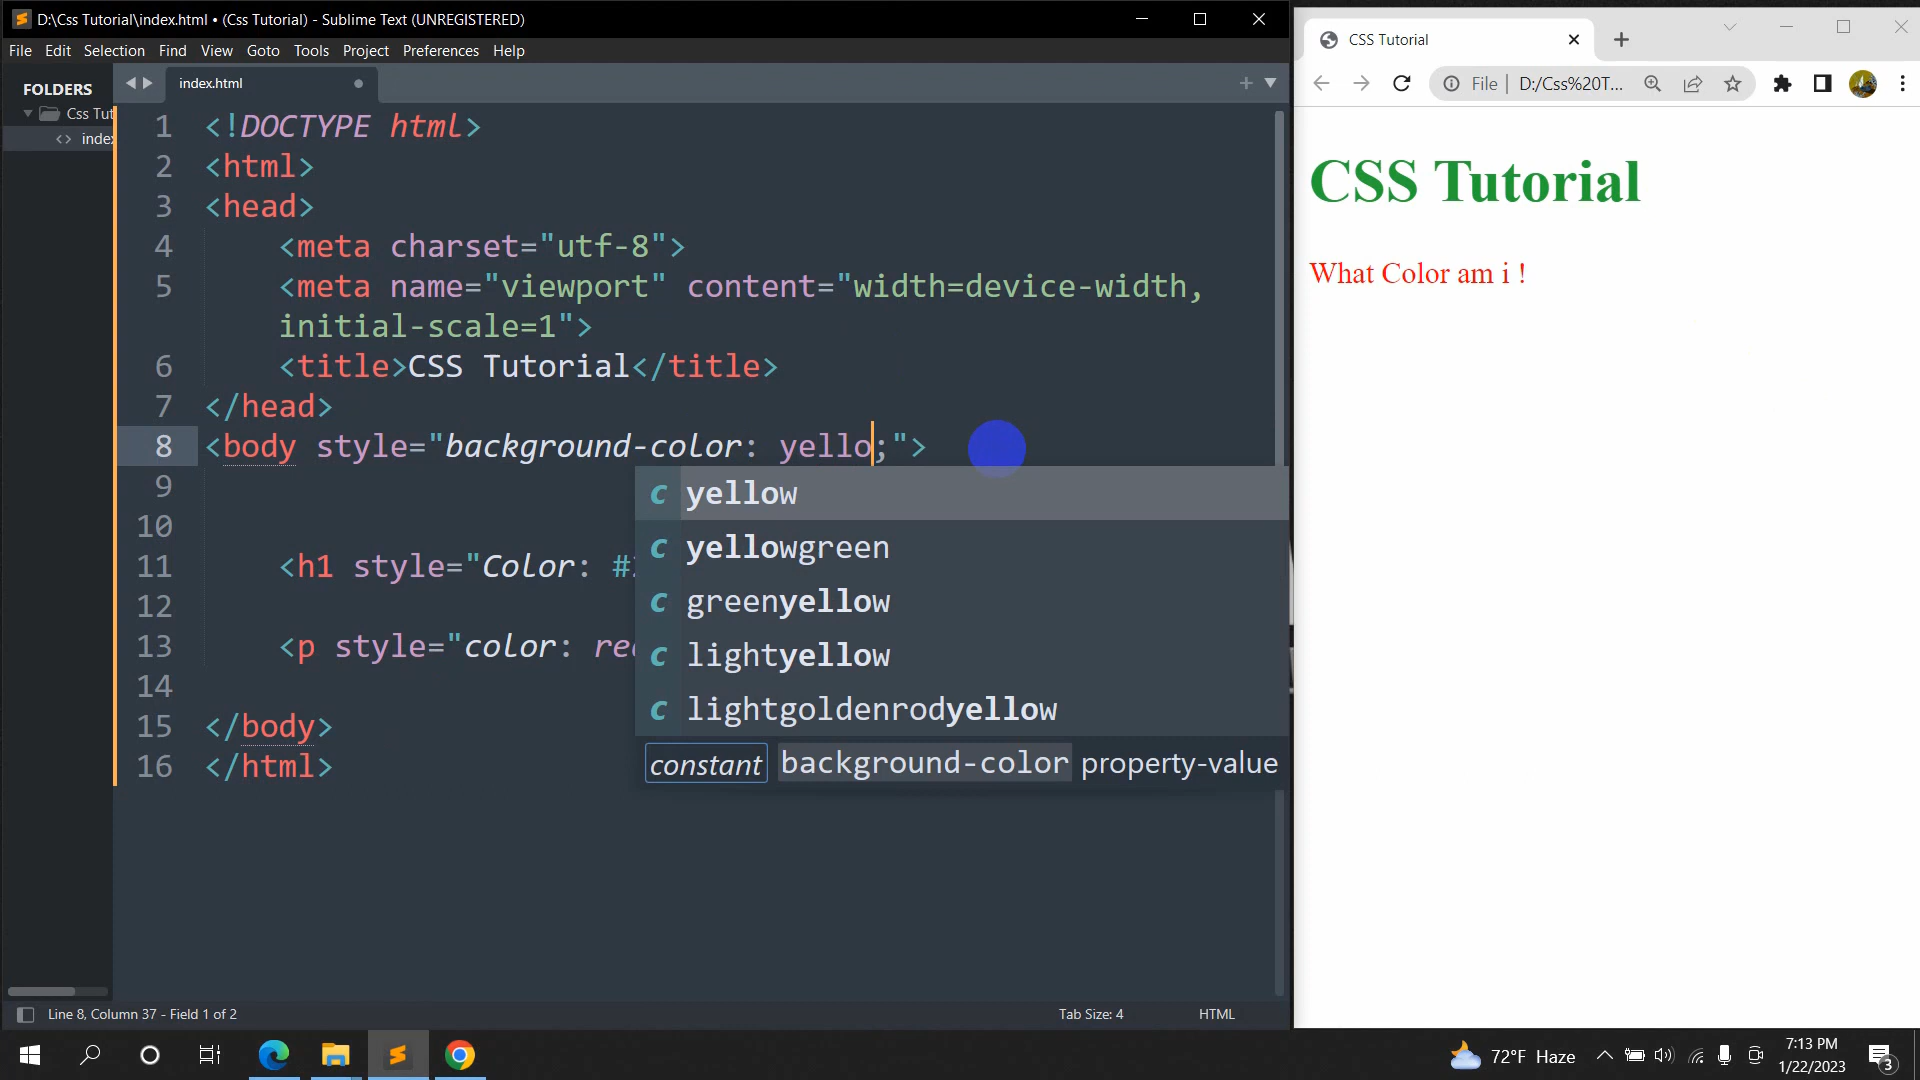 D:\Css Tutorial\index.html • (Css Tutorial) - Sublime Text (UNREGISTERED)
File Edit Selection Find View Goto Tools Project Preferences Help
FOLDERS
Css Tut
<> index
index.html
1 <!DOCTYPE html>
2 <html>
3 <head>
4 <meta charset="utf-8">
5 <meta name="viewport" content="width=device-width,
initial-scale=1">
6 <title>CSS Tutorial</title>
7 </head>
8 <body style="background-color: yello;">
9
10
11 <h1 style="Color: #
12
13 <p style="color: re
14
15 </body>
16 </html>
c yellow
c yellowgreen
c greenyellow
c lightyellow
c lightgoldenrodyellow
constant background-color property-value
Line 8, Column 37 - Field 1 of 2
Tab Size: 4
HTML
CSS Tutorial
File | D:/Css%20T...
CSS Tutorial
What Color am i !
72°F Haze
7:13 PM
1/22/2023
3